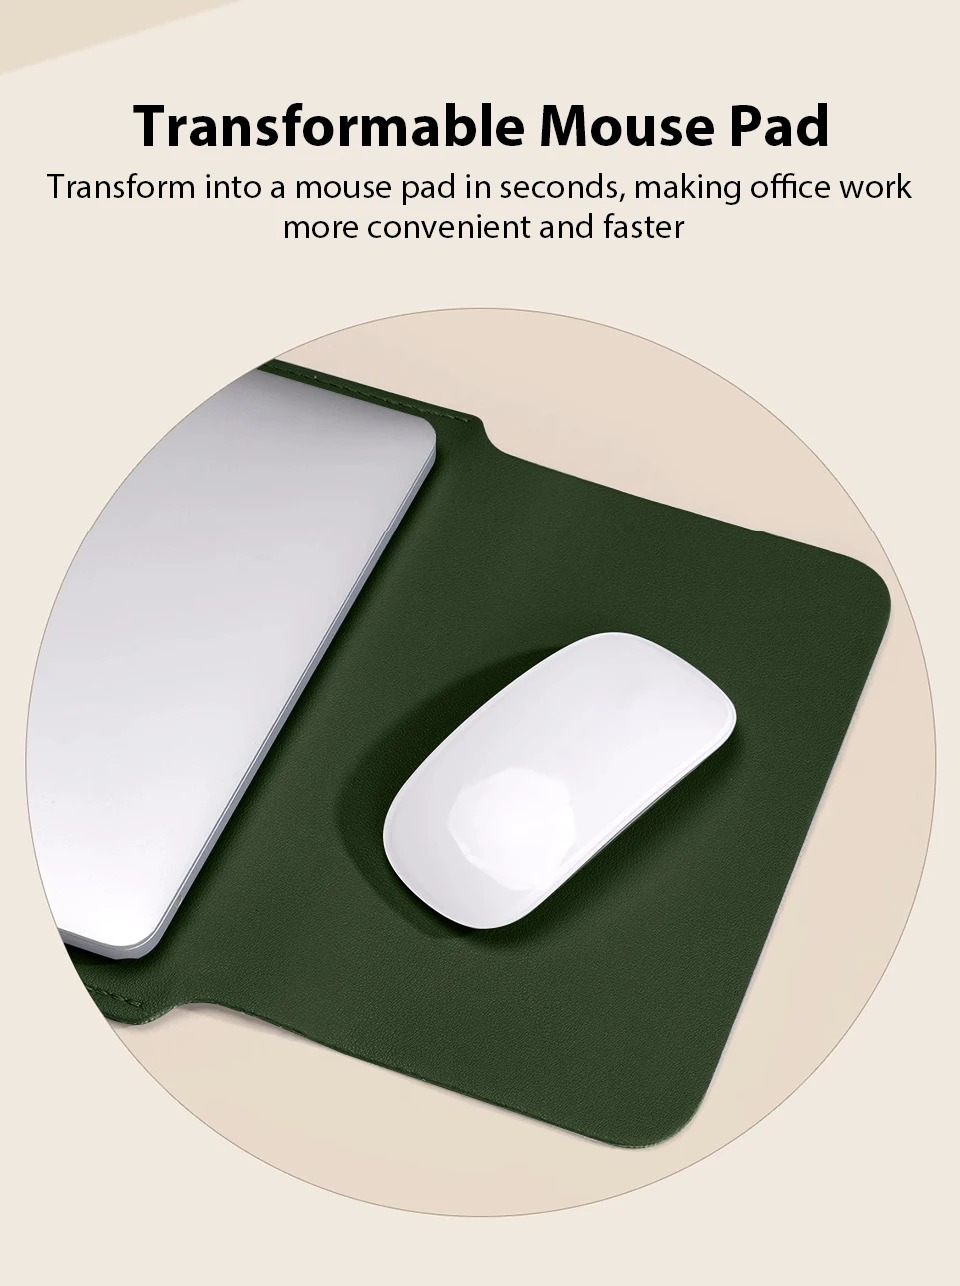 Transformable Mouse Pad
Transform into a mouse pad in seconds, making office work
more convenient and faster